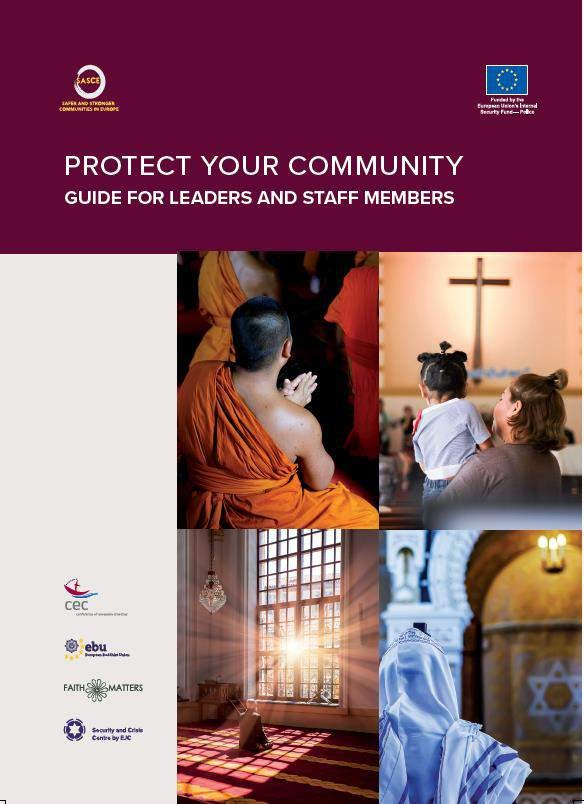 SASCE
SAFER AND STRONGER
COMMUNITIES IN EUROPE
Funded by the
European Union's Internal
Security Fund— Police
PROTECT YOUR COMMUNITY
GUIDE FOR LEADERS AND STAFF MEMBERS
cec
ebu
European Buddhist Union
FAITH MATTERS
Security and Crisis
Centre by EJC